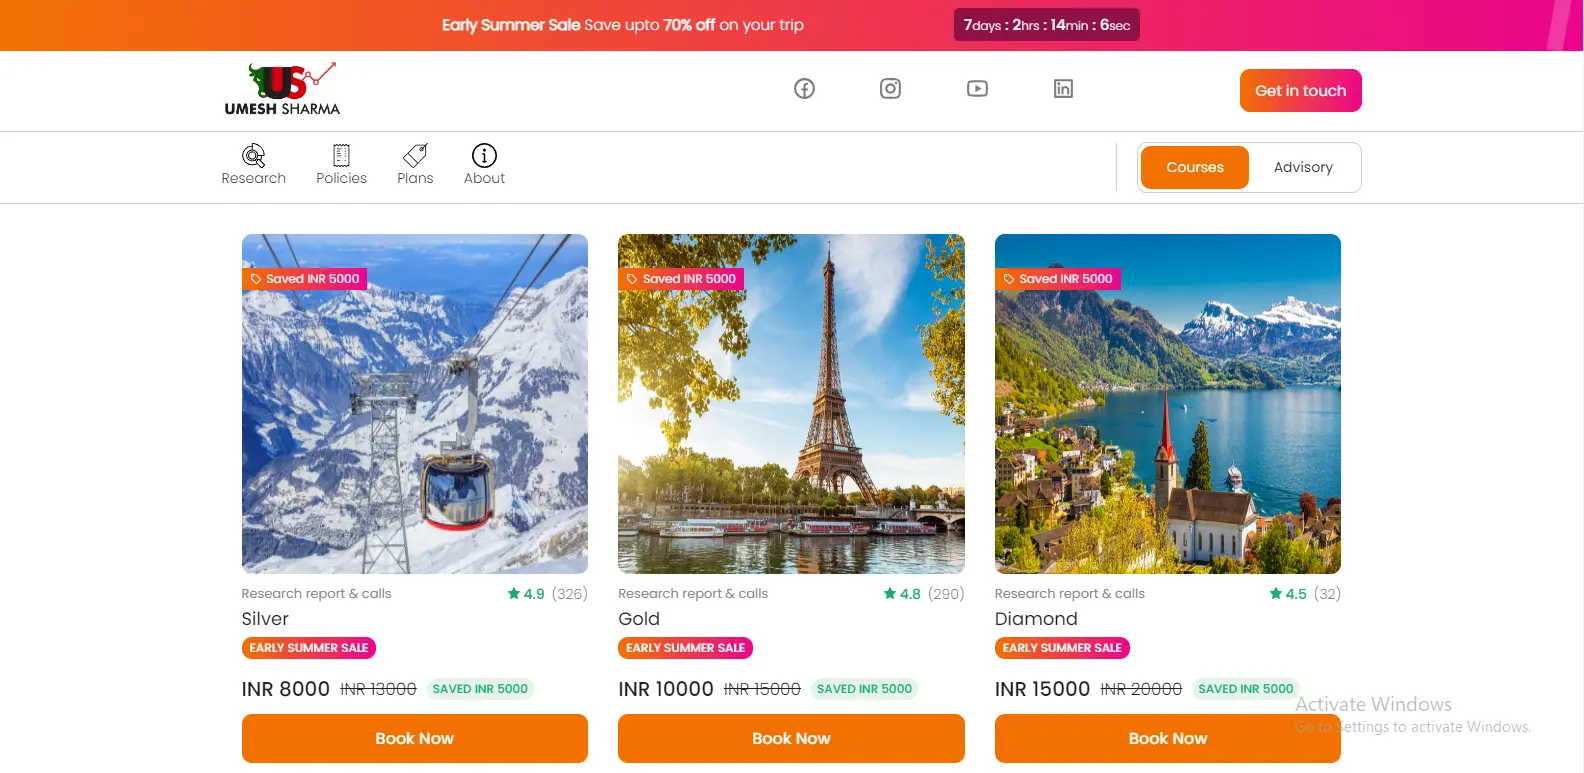 Early Summer Sale Save upto 70% off on your trip
7days : 2hrs : 14min : 6sec
US
UMESH SHARMA
Get in touch
Research
Policies
Plans
About
Courses
Advisory
Saved INR 5000
Saved INR 5000
Saved INR 5000
Research report & calls
4.9 (326)
Silver
EARLY SUMMER SALE
INR 8000 INR 13000 SAVED INR 5000
Book Now
Research report & calls
4.8 (290)
Gold
EARLY SUMMER SALE
INR 10000 INR 15000 SAVED INR 5000
Book Now
Research report & calls
4.5 (32)
Diamond
EARLY SUMMER SALE
INR 15000 INR 20000 SAVED INR 5000
Book Now
Activate Windows
Go to Settings to activate Windows.